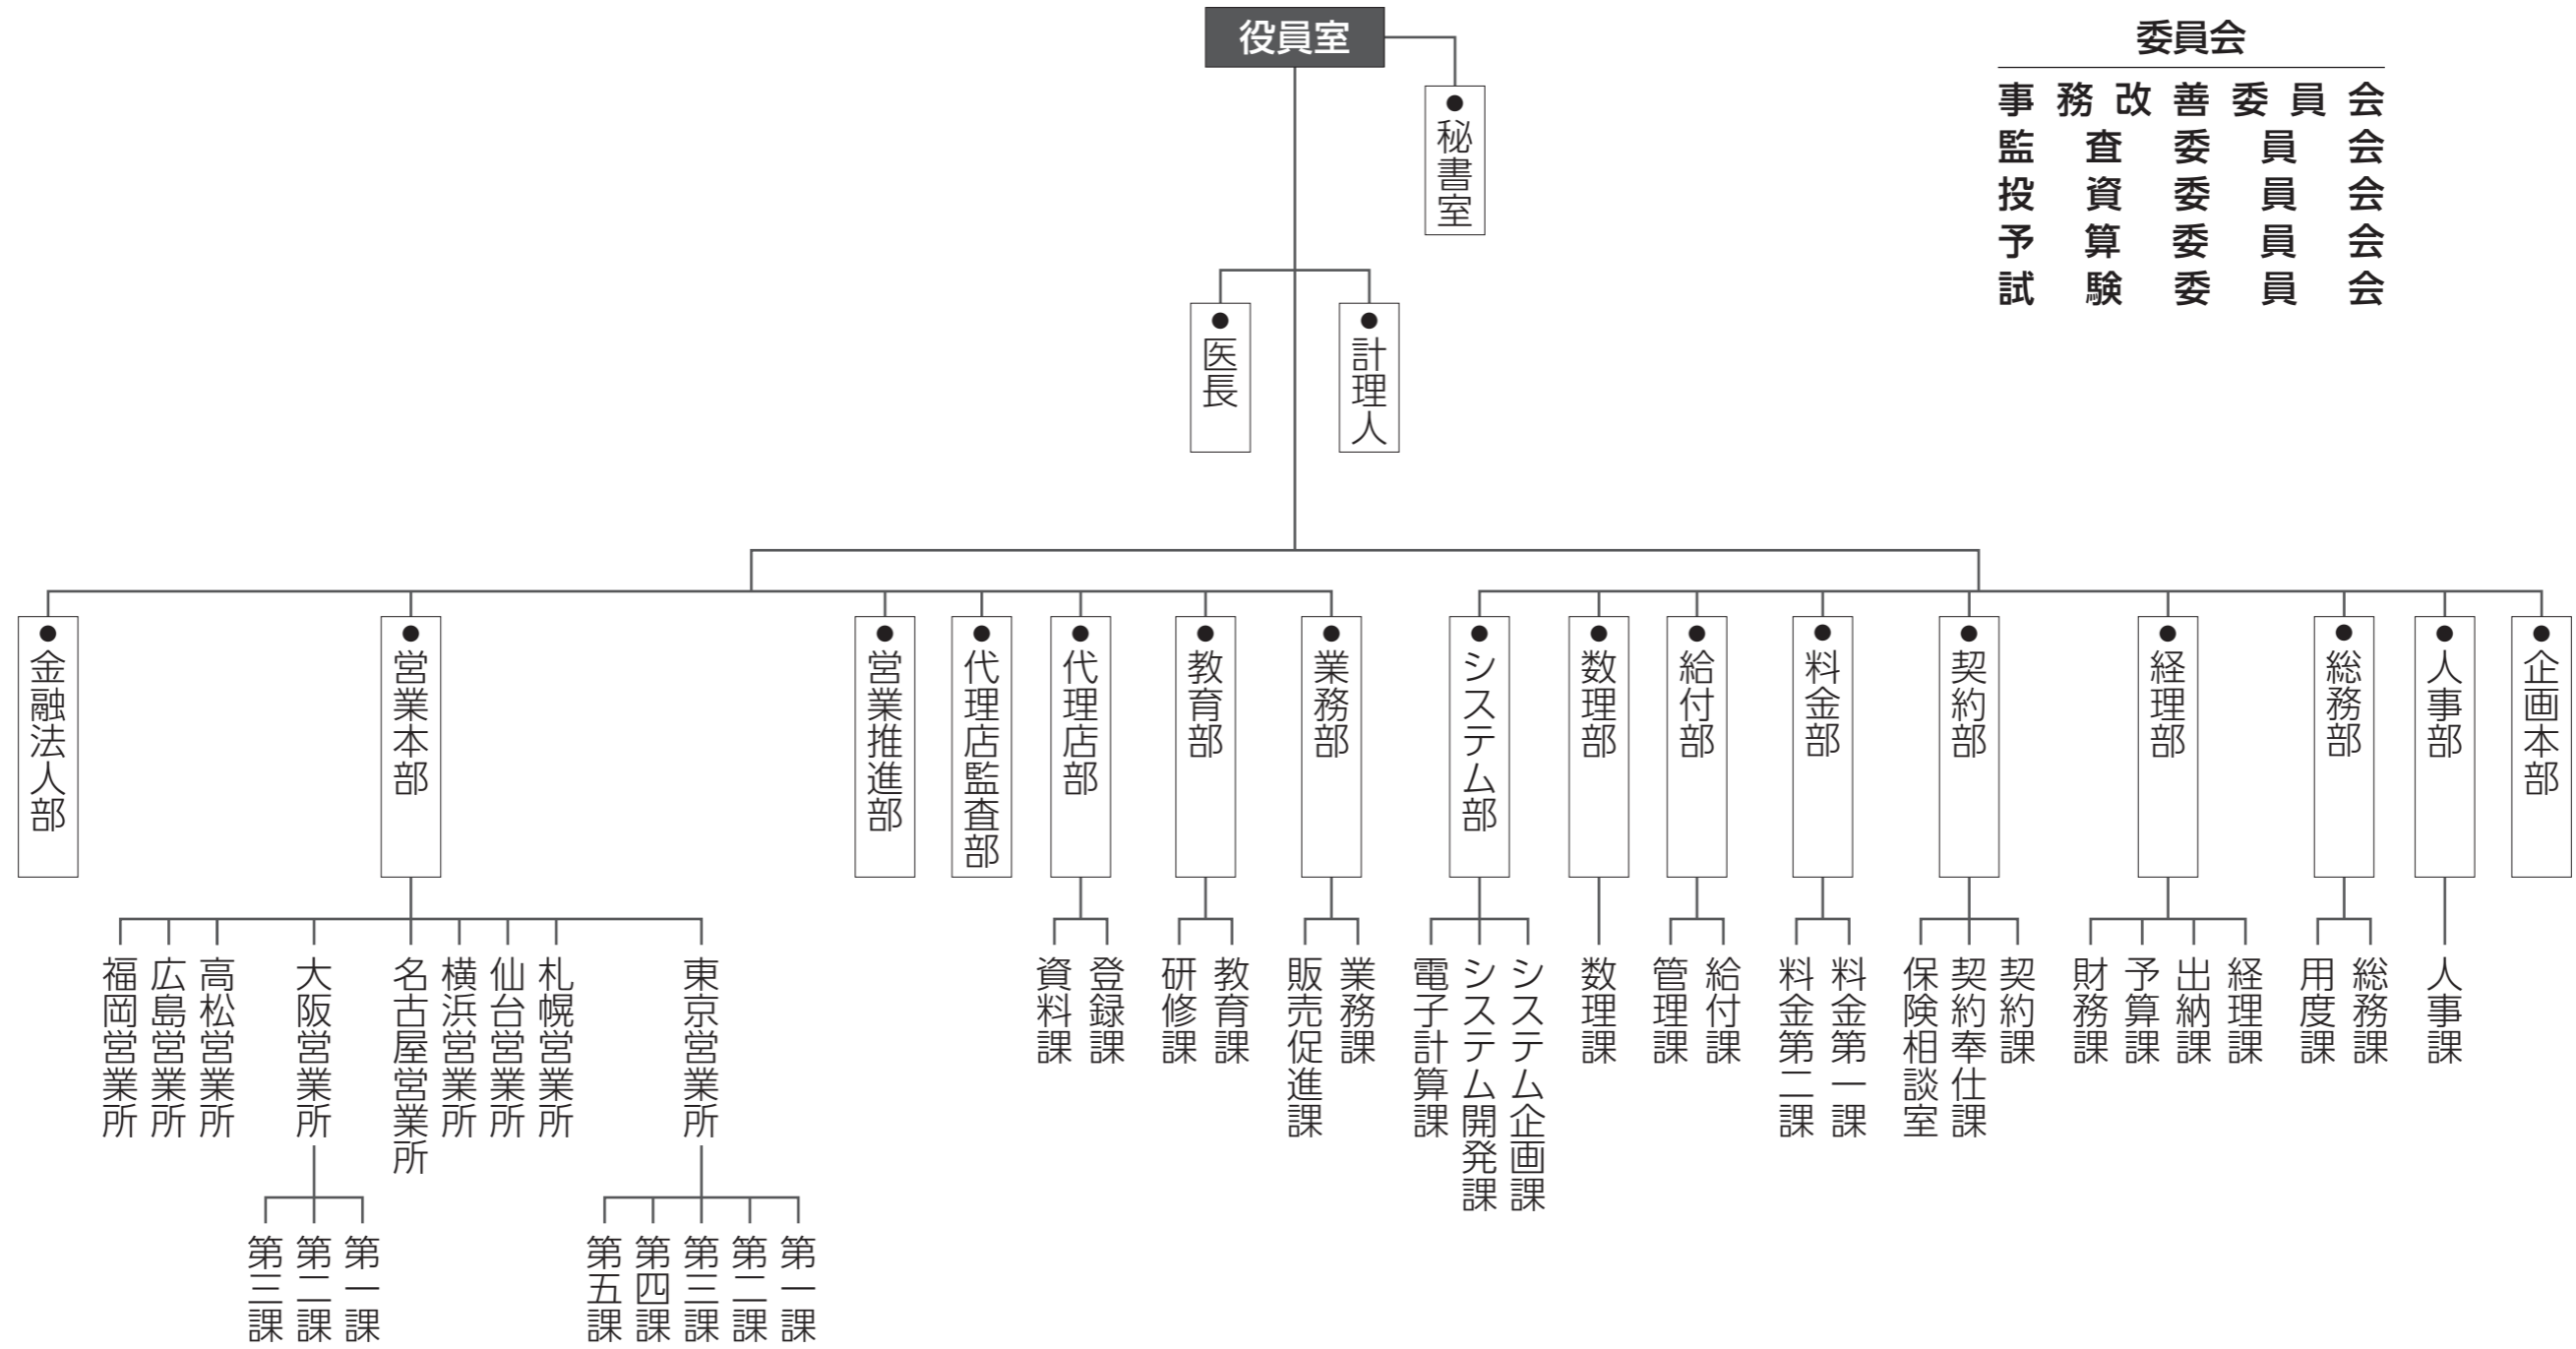 役員室
秘書室
委員会
事務改善委員会
監査委員会
投資委員会
予算委員会
試験委員会
計理人
医長
企画本部
人事部
総務部
経理部
契約部
料金部
給付部
数理部
システム部
業務部
教育部
代理店部
代理店監査部
営業推進部
営業本部
金融法人部
人事課
総務課
用度課
経理課
出納課
予算課
財務課
契約課
契約奉仕課
保険相談室
料金第一課
料金第二課
給付課
管理課
数理課
システム企画課
システム開発課
電子計算課
業務課
販売促進課
教育課
研修課
登録課
資料課
東京営業所
札幌営業所
仙台営業所
横浜営業所
名古屋営業所
大阪営業所
高松営業所
広島営業所
福岡営業所
第一課
第二課
第三課
第四課
第五課
第一課
第二課
第三課